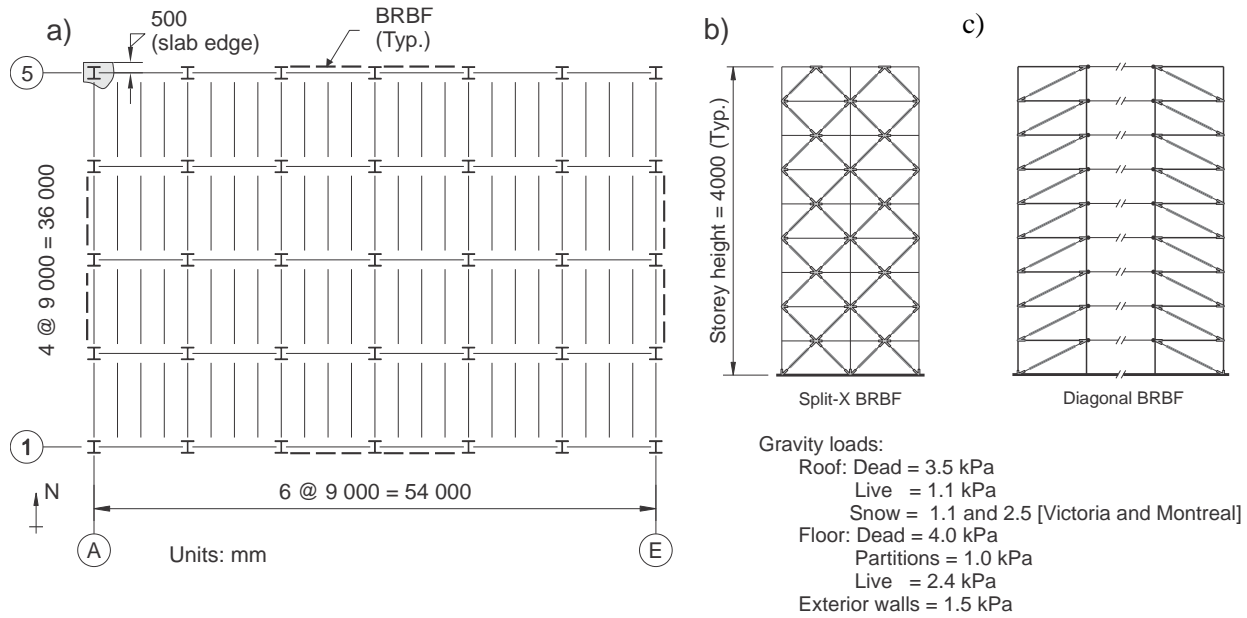 a)
500
(slab edge)
BRBF
(Typ.)
5
4 @ 9 000 = 36 000
1
N
6 @ 9 000 = 54 000
A
E
Units: mm
b)
Storey height = 4000 (Typ.)
Split-X BRBF
c)
Diagonal BRBF
Gravity loads:
Roof: Dead = 3.5 kPa
Live = 1.1 kPa
Snow = 1.1 and 2.5 [Victoria and Montreal]
Floor: Dead = 4.0 kPa
Partitions = 1.0 kPa
Live = 2.4 kPa
Exterior walls = 1.5 kPa